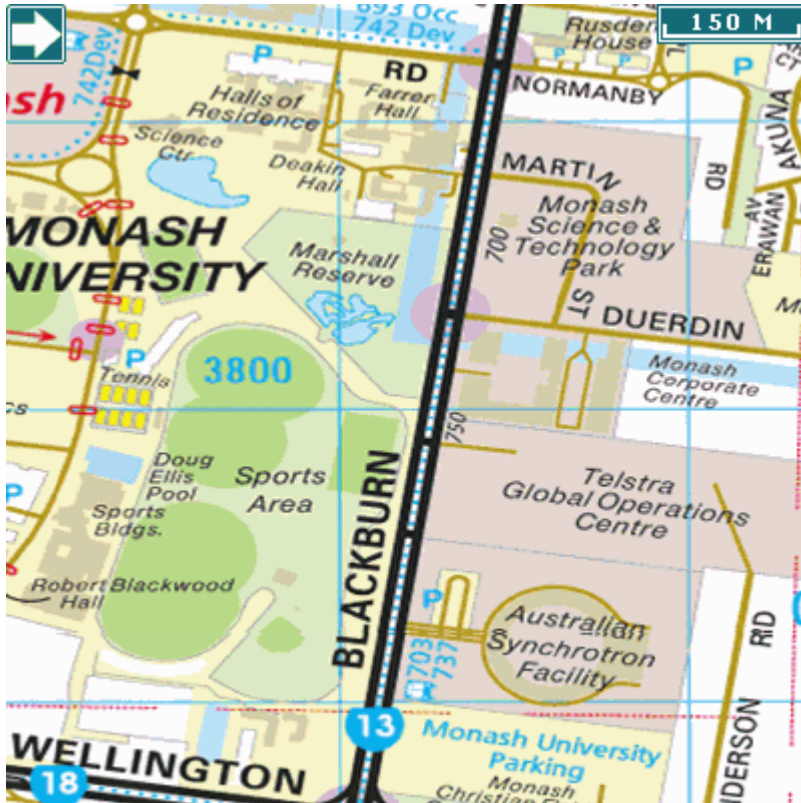 693 Occ
742 Dev
742Dev
Rusden
House
150 M
P
P
P
P
CT
RD
NORMANBY
AKUNA
Halls of
Residence
Farrer
Hall
Science
Ctr
Deakin
Hall
MARTIN
RD
AV
ERAWAN
Monash
Science &
Technology
Park
700
MONASH
NIVERSITY
Marshall
Reserve
ST
DUERDIN
P
3800
Tennis
Monash
Corporate
Centre
cs
750
P
Doug
Ellis
Pool
Sports
Area
BLACKBURN
Telstra
Global Operations
Centre
Sports
Bldgs.
Robert Blackwood
Hall
P
703
737
Australian
Synchrotron
Facility
RD
13
Monash University
Parking
Monash
WELLINGTON
18